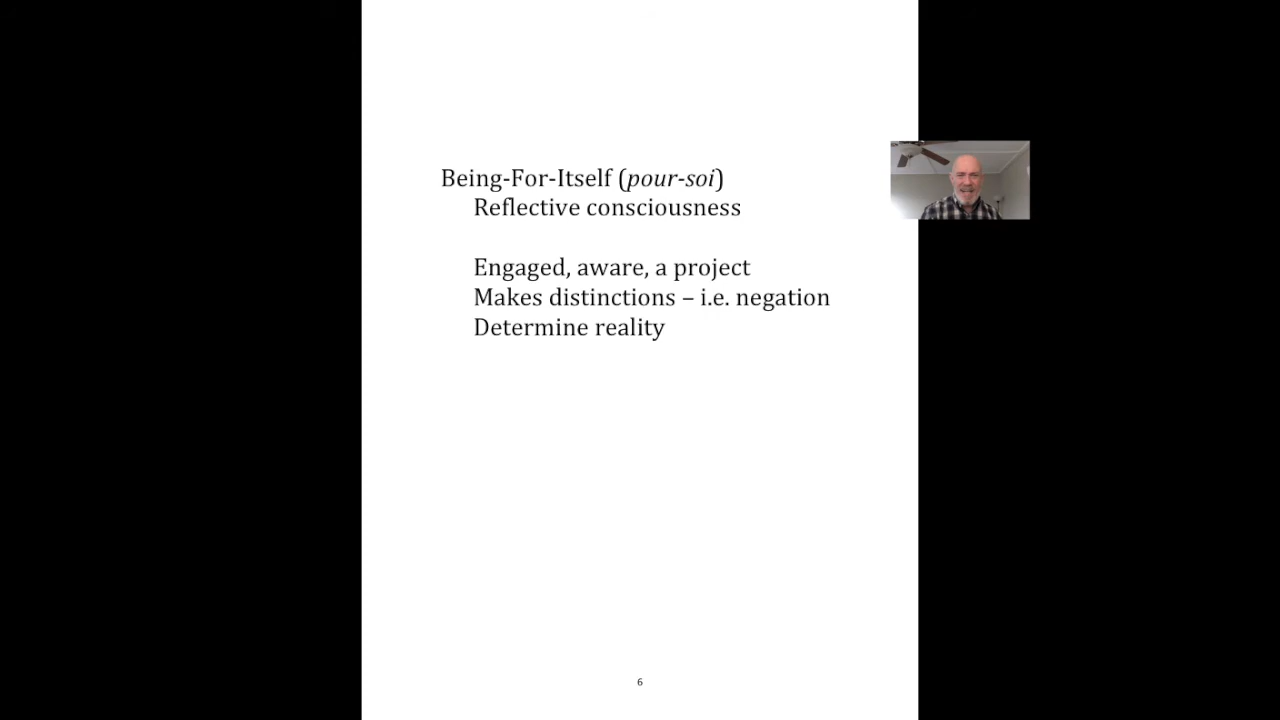 Being-For-Itself (pour-soi)
Reflective consciousness
Engaged, aware, a project
Makes distinctions – i.e. negation
Determine reality
6